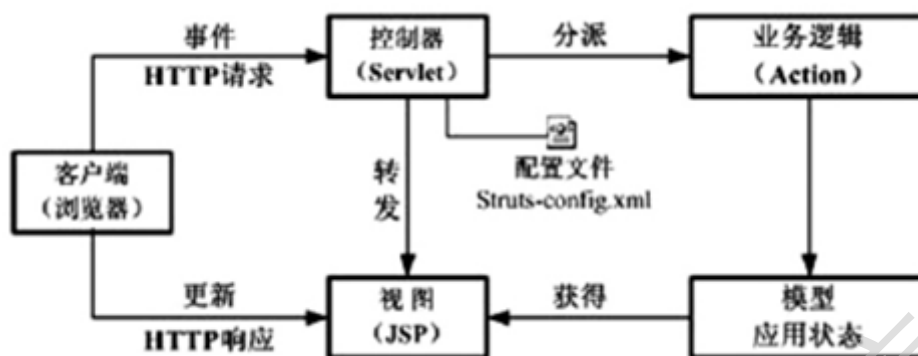 事件
HTTP请求
控制器
(Servlet)
分派
业务逻辑
(Action)
配置文件
Struts-config.xml
客户端
(浏览器)
转
发
更新
HTTP响应
视图
(JSP)
获得
模型
应用状态